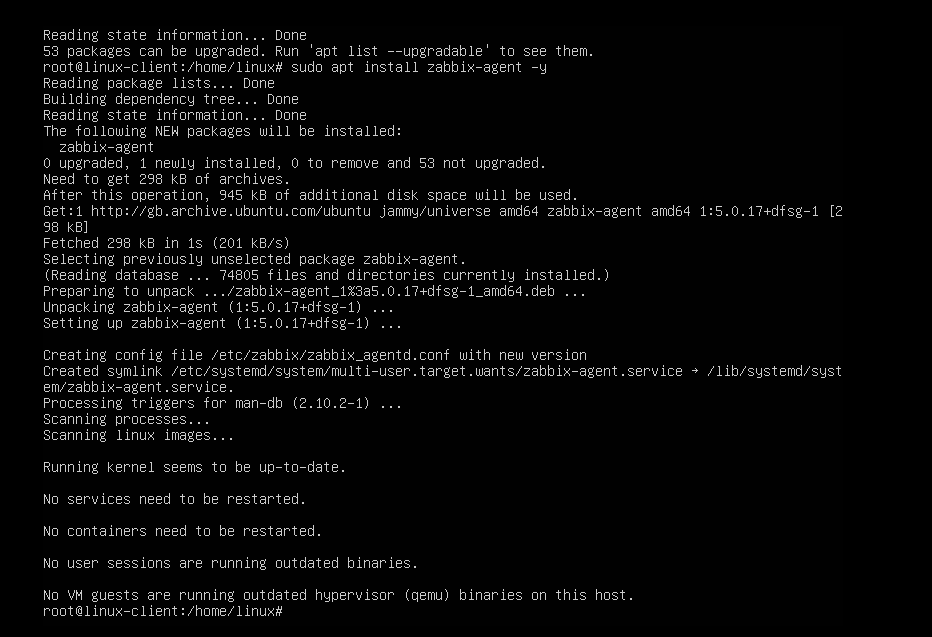 Reading state information... Done
53 packages can be upgraded. Run 'apt list --upgradable' to see them.
root@linux-client:/home/linux# sudo apt install zabbix-agent -y
Reading package lists... Done
Building dependency tree... Done
Reading state information... Done
The following NEW packages will be installed:
  zabbix-agent
0 upgraded, 1 newly installed, 0 to remove and 53 not upgraded.
Need to get 298 kB of archives.
After this operation, 945 kB of additional disk space will be used.
Get:1 http://gb.archive.ubuntu.com/ubuntu jammy/universe amd64 zabbix-agent amd64 1:5.0.17+dfsg-1 [2
98 kB]
Fetched 298 kB in 1s (201 kB/s)
Selecting previously unselected package zabbix-agent.
(Reading database ... 74805 files and directories currently installed.)
Preparing to unpack .../zabbix-agent_1%3a5.0.17+dfsg-1_amd64.deb ...
Unpacking zabbix-agent (1:5.0.17+dfsg-1) ...
Setting up zabbix-agent (1:5.0.17+dfsg-1) ...

Creating config file /etc/zabbix/zabbix_agentd.conf with new version
Created symlink /etc/systemd/system/multi-user.target.wants/zabbix-agent.service → /lib/systemd/syst
em/zabbix-agent.service.
Processing triggers for man-db (2.10.2-1) ...
Scanning processes...
Scanning linux images...

Running kernel seems to be up-to-date.

No services need to be restarted.

No containers need to be restarted.

No user sessions are running outdated binaries.

No VM guests are running outdated hypervisor (qemu) binaries on this host.
root@linux-client:/home/linux#